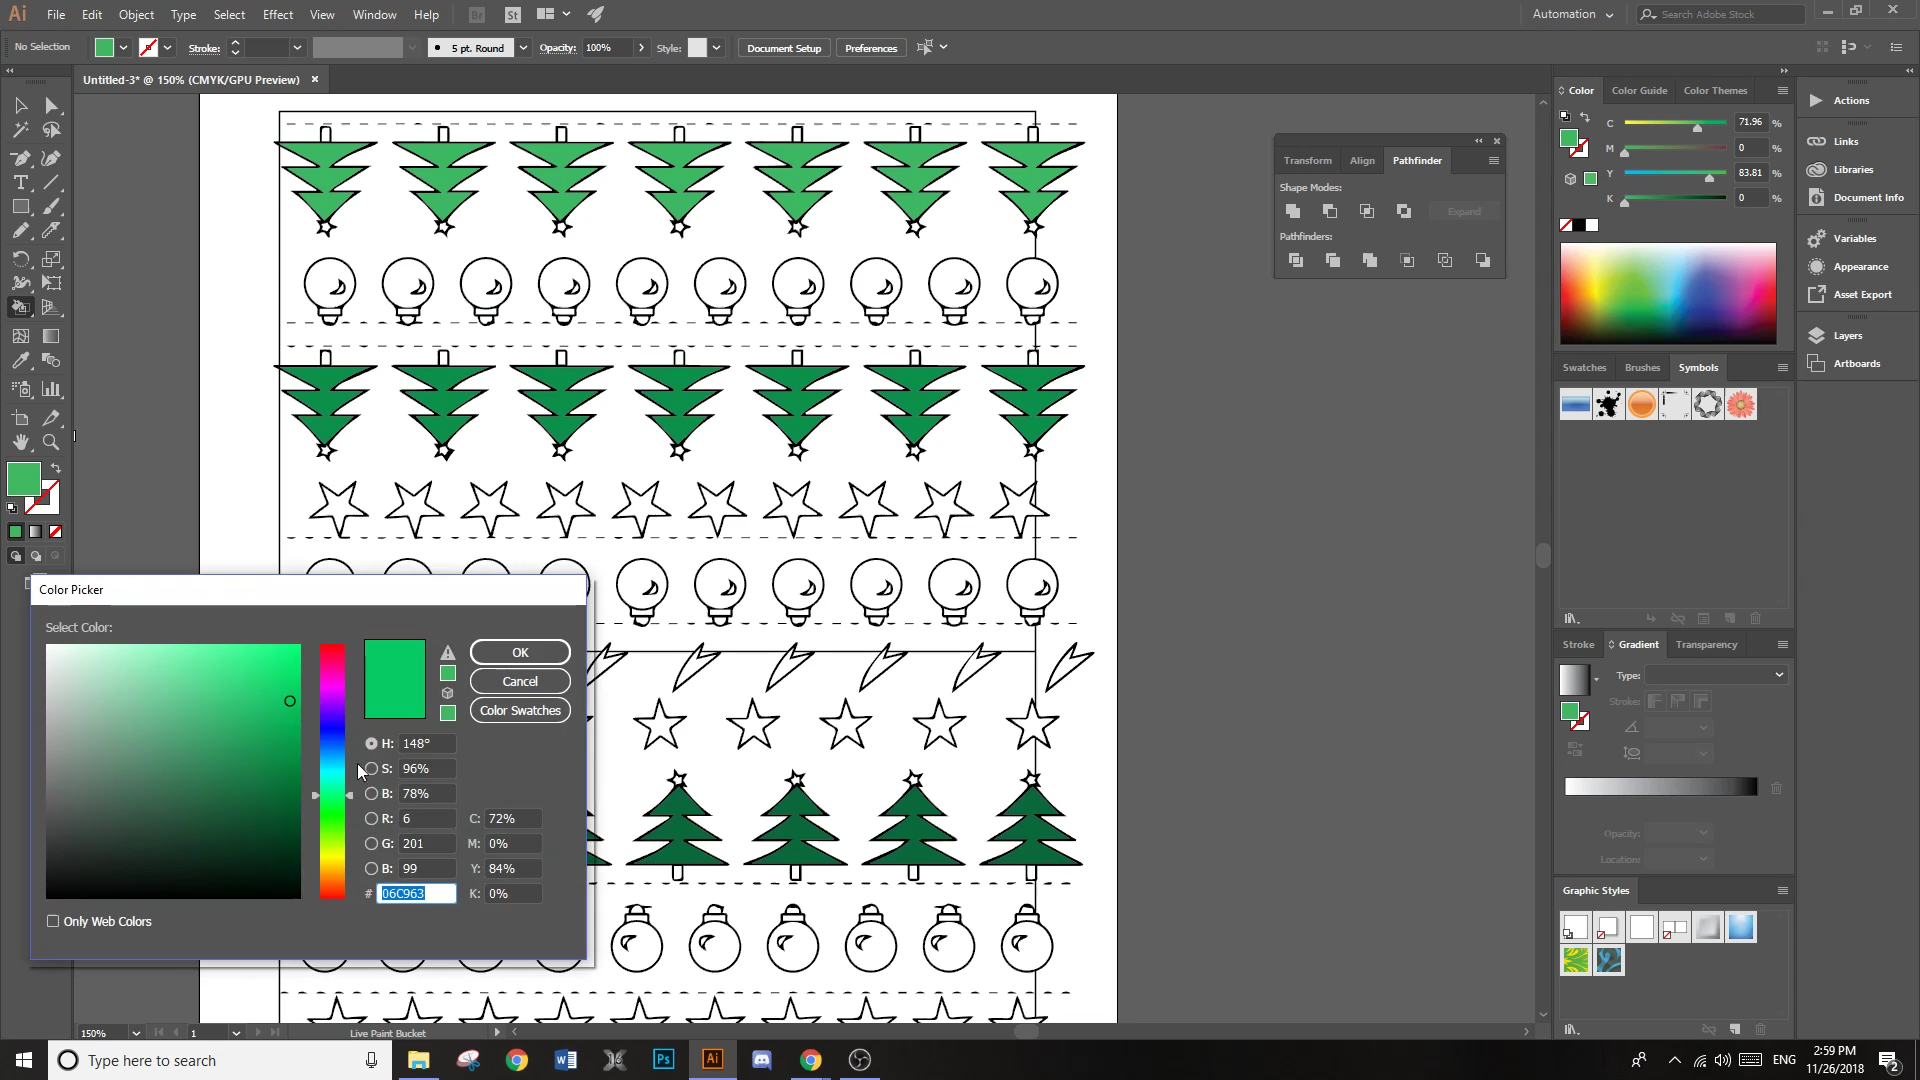 Ai File Edit Object Type Select Effect View Window Help Br St Automation Search Adobe Stock
No Selection Stroke: 5 pt. Round Opacity: 100% Style: Document Setup Preferences
Untitled-3* @ 150% (CMYK/GPU Preview)
Color Color Guide Color Themes
C 71.96 %
M 0 %
Y 83.81 %
K 0 %
Actions
Links
Libraries
Document Info
Variables
Appearance
Asset Export
Layers
Artboards
Transform Align Pathfinder
Shape Modes:
Expand
Pathfinders:
Swatches Brushes Symbols
Stroke Gradient Transparency
Type:
Stroke:
Opacity:
Location:
Graphic Styles
Color Picker
Select Color:
OK
Cancel
Color Swatches
H: 148°
S: 96%
B: 78%
R: 6 C: 72%
G: 201 M: 0%
B: 99 Y: 84%
# 06C963 K: 0%
Only Web Colors
150% 1 Live Paint Bucket
Type here to search W Ps Ai ENG 2:59 PM
11/26/2018 2